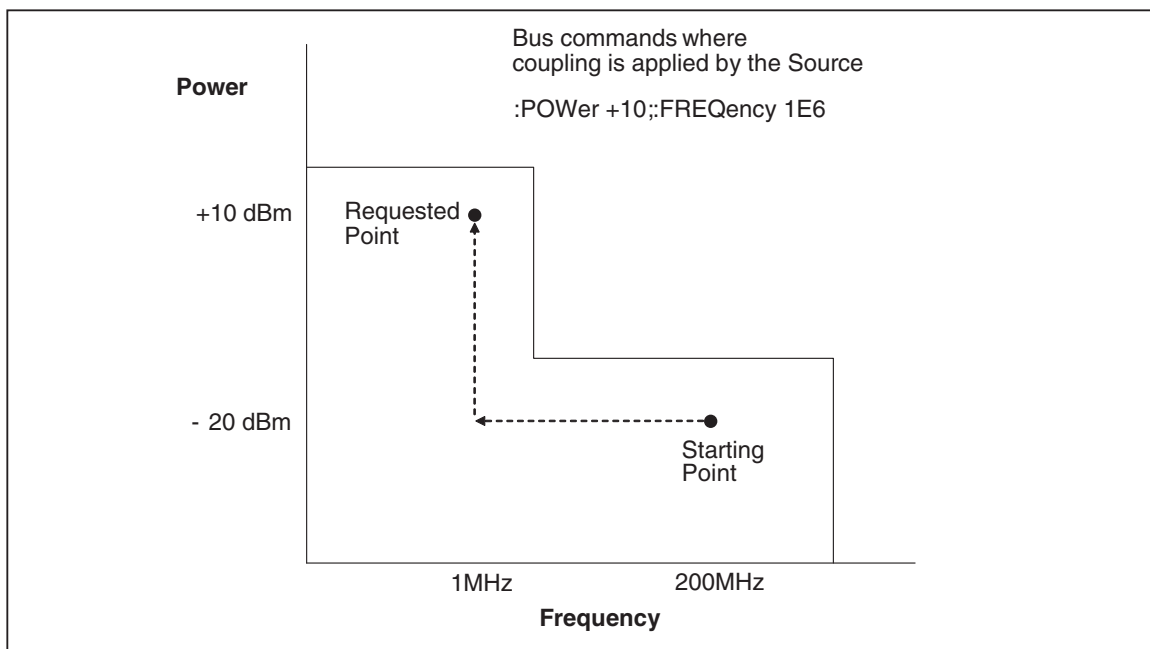 Bus commands where
coupling is applied by the Source
:POWer +10;:FREQency 1E6
Power
+10 dBm
Requested
Point
- 20 dBm
Starting
Point
1MHz
200MHz
Frequency